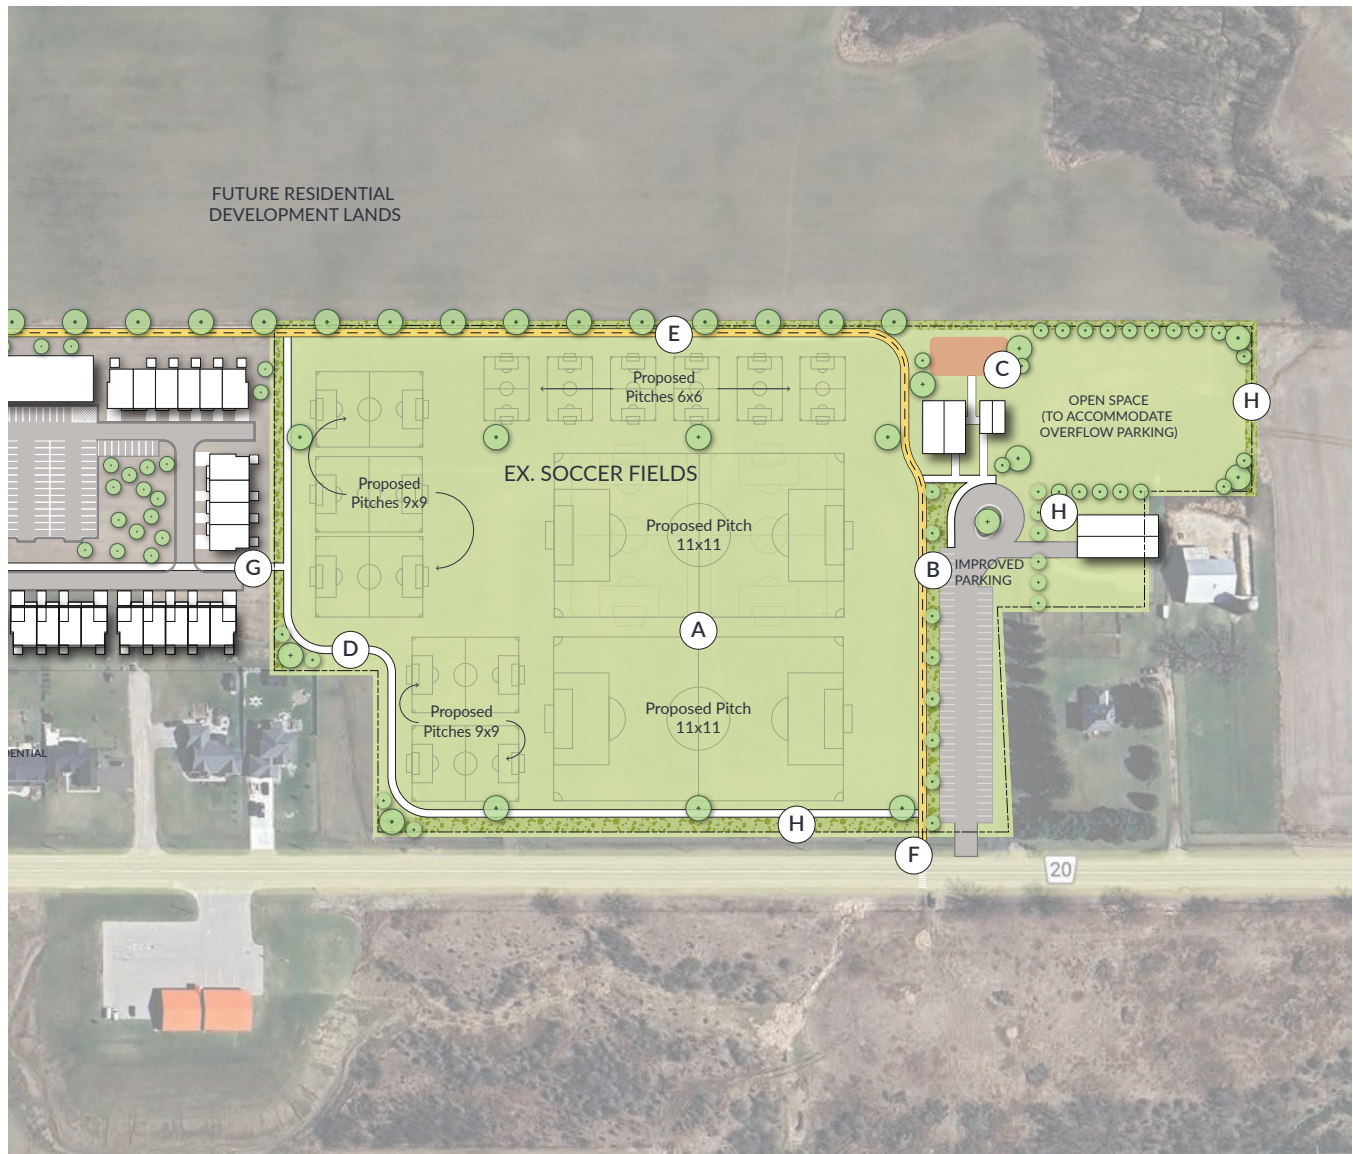 FUTURE RESIDENTIAL
DEVELOPMENT LANDS
E
Proposed
Pitches 6x6
C
OPEN SPACE
(TO ACCOMMODATE
OVERFLOW PARKING)
H
EX. SOCCER FIELDS
Proposed
Pitches 9x9
Proposed Pitch
11x11
H
G
B
IMPROVED
PARKING
A
D
Proposed
Pitches 9x9
Proposed Pitch
11x11
DENTIAL
H
F
20